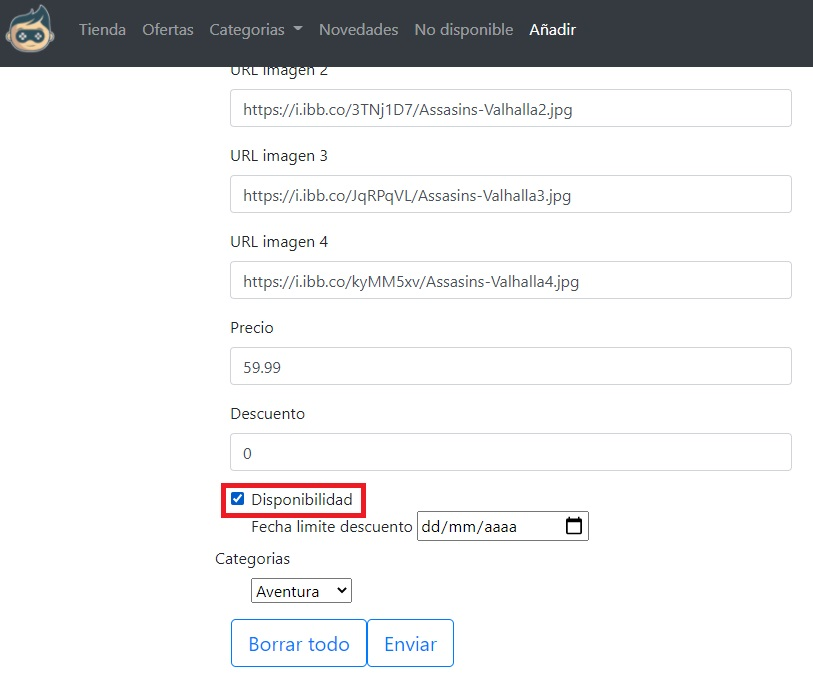 Tienda Ofertas Categorias Novedades No disponible Añadir
URL imagen 2
https://i.ibb.co/3TNj1D7/Assasins-Valhalla2.jpg
URL imagen 3
https://i.ibb.co/JqRPqVL/Assasins-Valhalla3.jpg
URL imagen 4
https://i.ibb.co/kyMM5xv/Assasins-Valhalla4.jpg
Precio
59.99
Descuento
0
Disponibilidad
Fecha limite descuento dd/mm/aaaa
Categorias
Aventura
Borrar todo Enviar